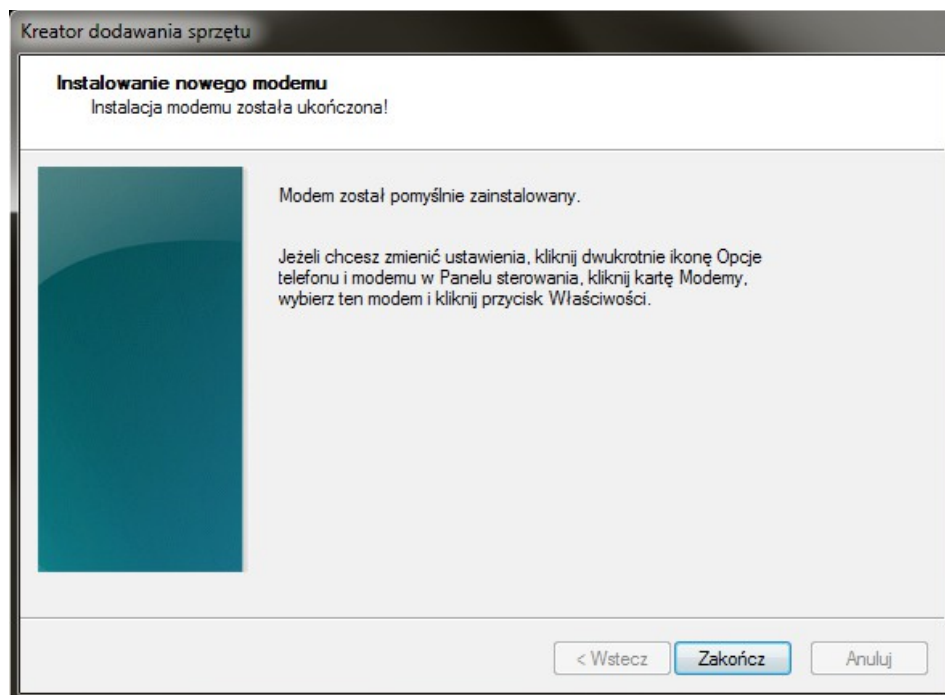 Kreator dodawania sprzętu
Instalowanie nowego modemu
Instalacja modemu została ukończona!
Modem został pomyślnie zainstalowany.
Jeżeli chcesz zmienić ustawienia, kliknij dwukrotnie ikonę Opcje
telefonu i modemu w Panelu sterowania, kliknij kartę Modemy,
wybierz ten modem i kliknij przycisk Właściwości.
< Wstecz Zakończ Anuluj